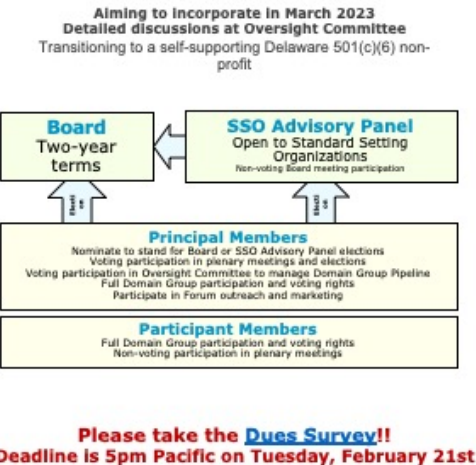 Aiming to incorporate in March 2023
Detailed discussions at Oversight Committee
Transitioning to a self-supporting Delaware 501(c)(6) non-
profit
Board
Two-year
terms
SSO Advisory Panel
Open to Standard Setting
Organizations
Non-voting Board meeting participation
Electi
on
Electi
on
Principal Members
Nominate to stand for Board or SSO Advisory Panel elections
Voting participation in plenary meetings and elections
Voting participation in Oversight Committee to manage Domain Group Pipeline
Full Domain Group participation and voting rights
Participate in Forum outreach and marketing
Participant Members
Full Domain Group participation and voting rights
Non-voting participation in plenary meetings
Please take the Dues Survey!!
Deadline is 5pm Pacific on Tuesday, February 21st